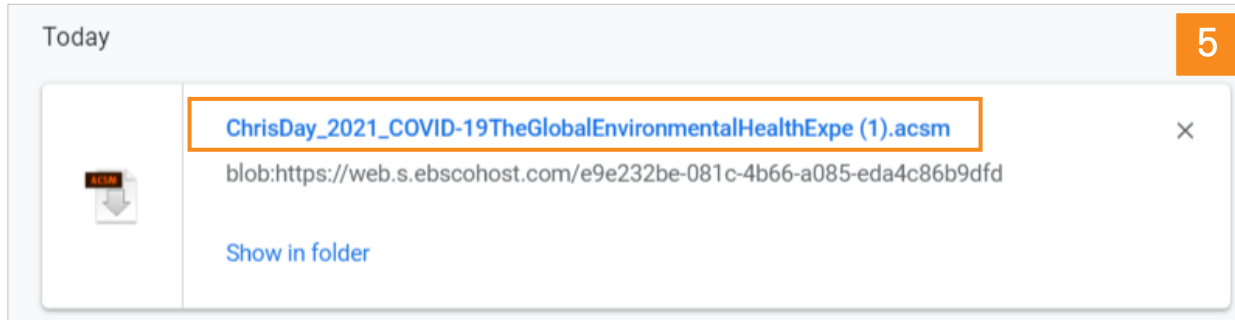 Today
5
ChrisDay_2021_COVID-19TheGlobalEnvironmentalHealthExpe (1).acsm
ACSM
blob:https://web.s.ebscohost.com/e9e232be-081c-4b66-a085-eda4c86b9dfd
Show in folder